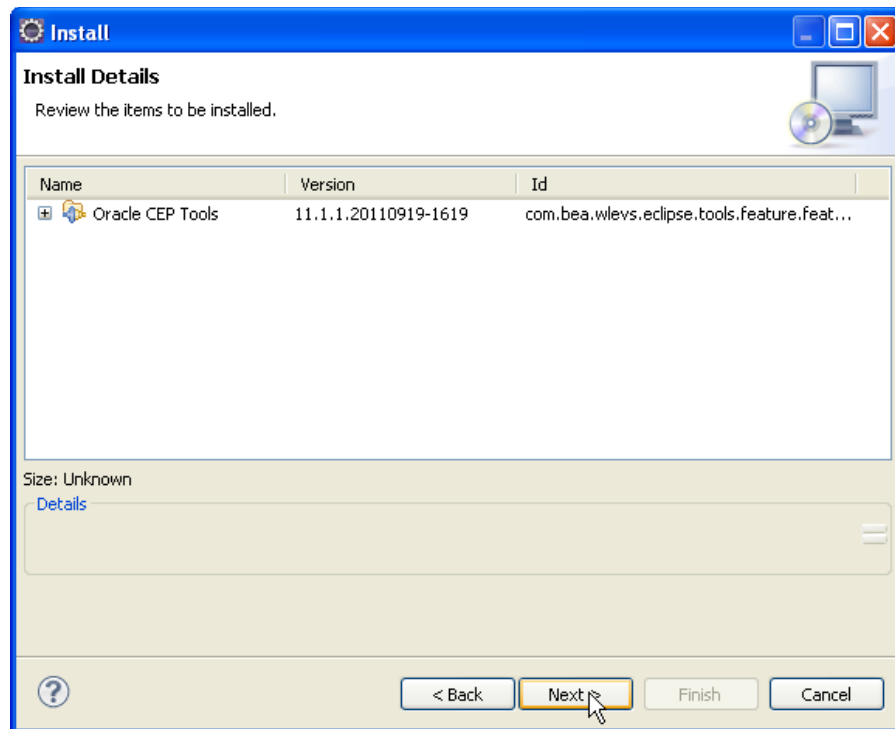 Install
Install Details
Review the items to be installed.
Name Version Id
Oracle CEP Tools 11.1.1.20110919-1619 com.bea.wlevs.eclipse.tools.feature.feat...
Size: Unknown
Details
< Back Next > Finish Cancel